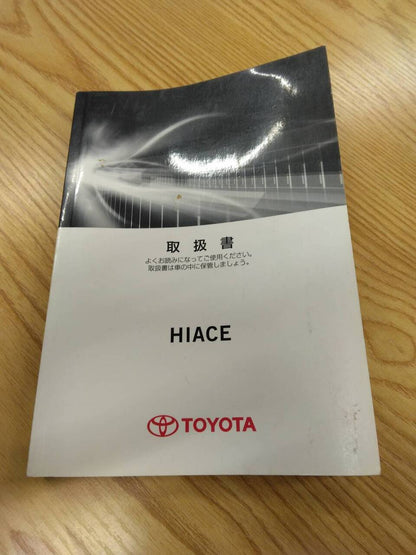 取扱書
よくお読みになってご使用ください。
取扱書は車の中に保管しましょう。
HIACE
TOYOTA